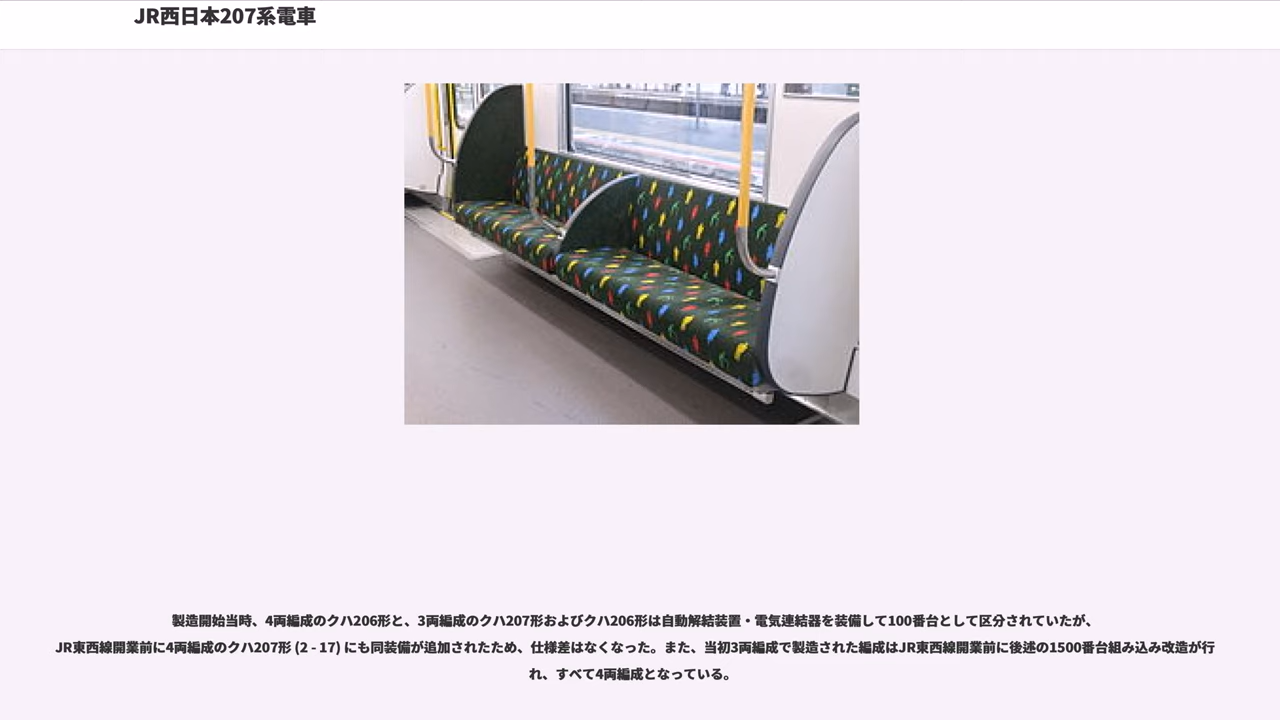 JR西日本207系電車
製造開始当時、4両編成のクハ206形と、3両編成のクハ207形およびクハ206形は自動解結装置・電気連結器を装備して100番台として区分されていたが、
JR東西線開業前に4両編成のクハ207形 (2 - 17) にも同装備が追加されたため、仕様差はなくなった。また、当初3両編成で製造された編成はJR東西線開業前に後述の1500番台組み込み改造が行
れ、すべて4両編成となっている。